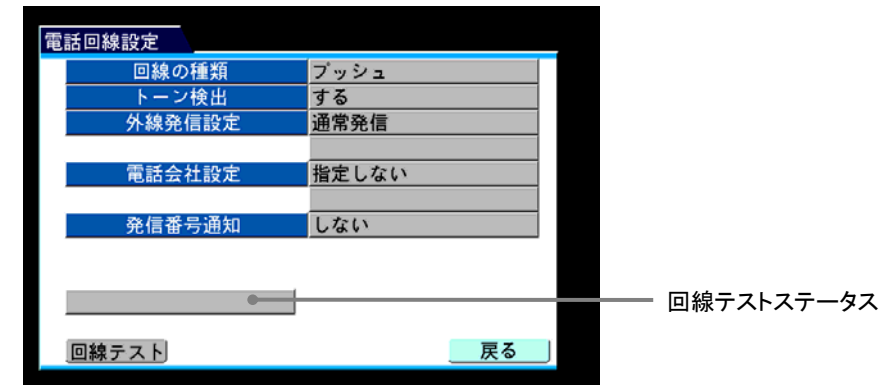 電話回線設定
回線の種類 プッシュ
トーン検出 する
外線発信設定 通常発信
電話会社設定 指定しない
発信番号通知 しない
回線テストステータス
回線テスト 戻る